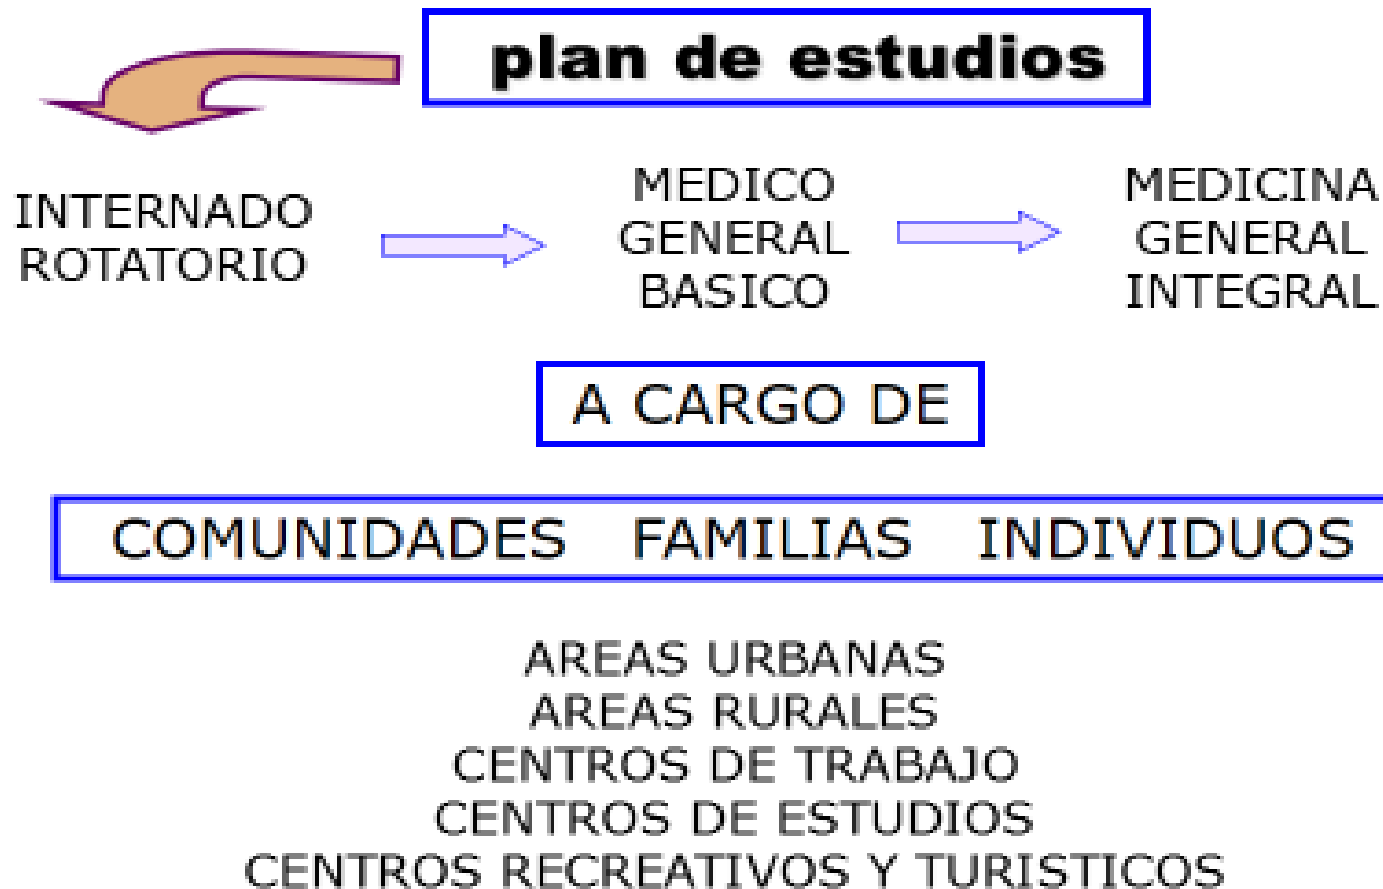 plan de estudios
INTERNADO
ROTATORIO
MEDICO
GENERAL
BASICO
MEDICINA
GENERAL
INTEGRAL
A CARGO DE
COMUNIDADES FAMILIAS INDIVIDUOS
AREAS URBANAS
AREAS RURALES
CENTROS DE TRABAJO
CENTROS DE ESTUDIOS
CENTROS RECREATIVOS Y TURISTICOS